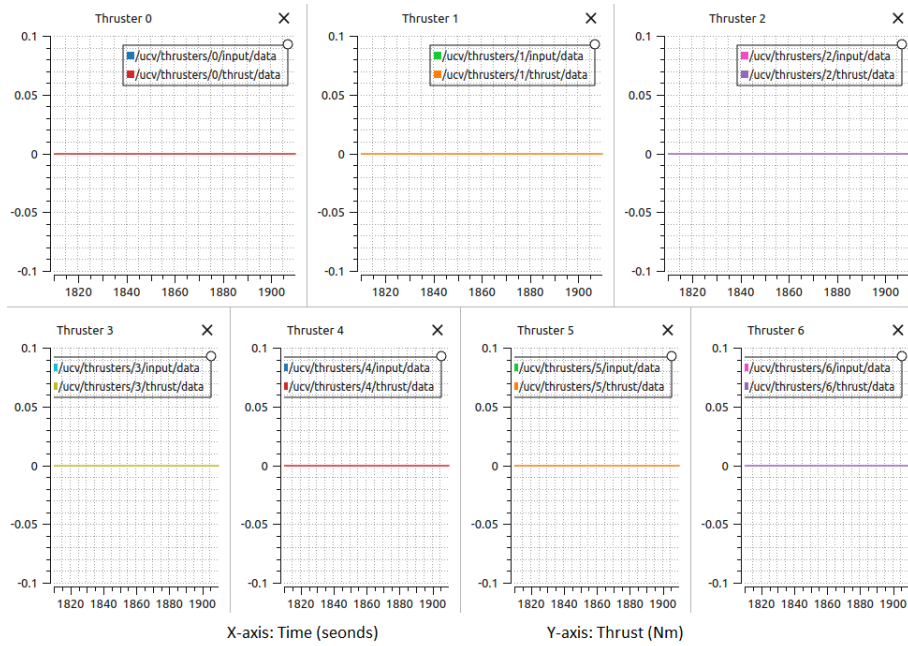 Thruster 0
/ucv/thrusters/0/input/data
/ucv/thrusters/0/thrust/data
0.1
0.05
0
-0.05
-0.1
1820 1840 1860 1880 1900
Thruster 1
/ucv/thrusters/1/input/data
/ucv/thrusters/1/thrust/data
0.1
0.05
0
-0.05
-0.1
1820 1840 1860 1880 1900
Thruster 2
/ucv/thrusters/2/input/data
/ucv/thrusters/2/thrust/data
0.1
0.05
0
-0.05
-0.1
1820 1840 1860 1880 1900
Thruster 3
/ucv/thrusters/3/input/data
/ucv/thrusters/3/thrust/data
0.1
0.05
0
-0.05
-0.1
1820 1840 1860 1880 1900
Thruster 4
/ucv/thrusters/4/input/data
/ucv/thrusters/4/thrust/data
0.1
0.05
0
-0.05
-0.1
1820 1840 1860 1880 1900
Thruster 5
/ucv/thrusters/5/input/data
/ucv/thrusters/5/thrust/data
0.1
0.05
0
-0.05
-0.1
1820 1840 1860 1880 1900
Thruster 6
/ucv/thrusters/6/input/data
/ucv/thrusters/6/thrust/data
0.1
0.05
0
-0.05
-0.1
1820 1840 1860 1880 1900
X-axis: Time (seonds)
Y-axis: Thrust (Nm)